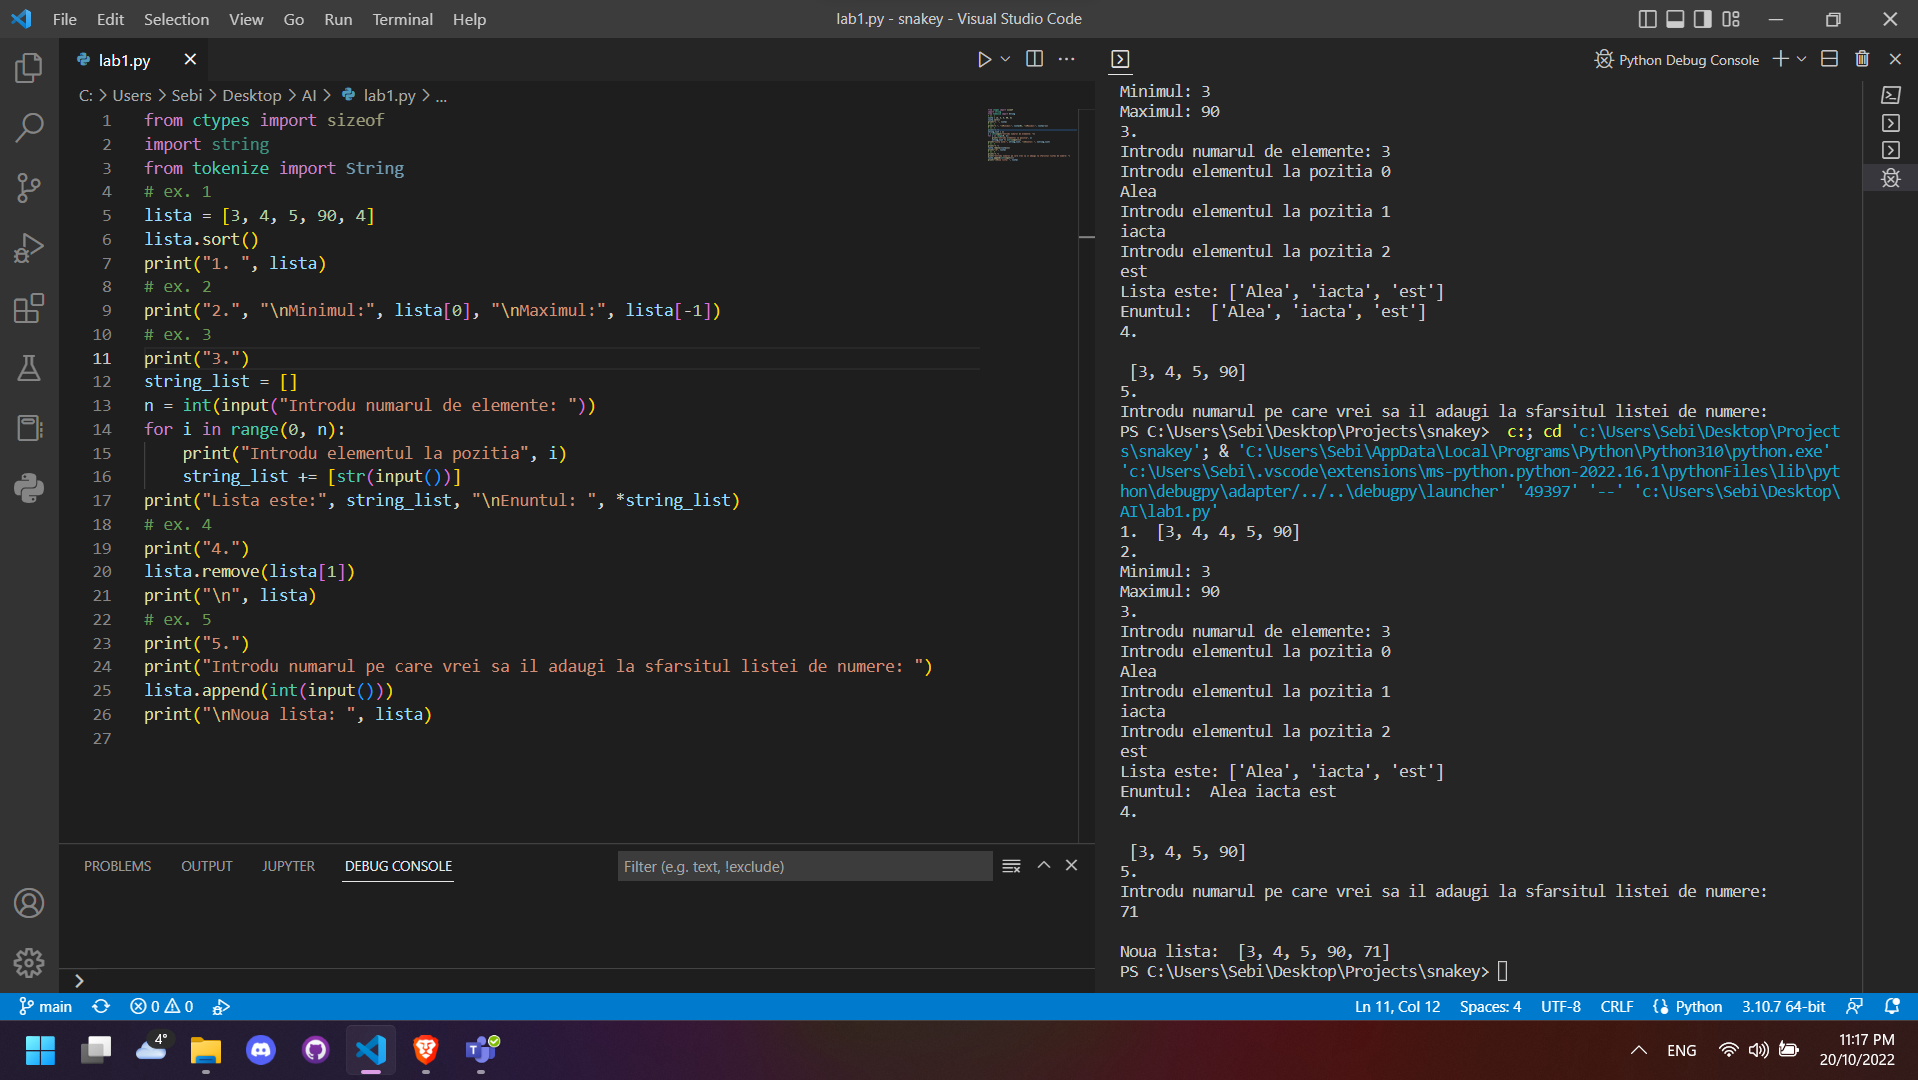 File Edit Selection View Go Run Terminal Help
lab1.py - snakey - Visual Studio Code
lab1.py
C: > Users > Sebi > Desktop > AI > lab1.py > ...
1 from ctypes import sizeof
2 import string
3 from tokenize import String
4 # ex. 1
5 lista = [3, 4, 5, 90, 4]
6 lista.sort()
7 print("1. ", lista)
8 # ex. 2
9 print("2.", "\nMinimul:", lista[0], "\nMaximul:", lista[-1])
10 # ex. 3
11 print("3.")
12 string_list = []
13 n = int(input("Introdu numarul de elemente: "))
14 for i in range(0, n):
15     print("Introdu elementul la pozitia", i)
16     string_list += [str(input())]
17 print("Lista este:", string_list, "\nEnuntul: ", *string_list)
18 # ex. 4
19 print("4.")
20 lista.remove(lista[1])
21 print("\n", lista)
22 # ex. 5
23 print("5.")
24 print("Introdu numarul pe care vrei sa il adaugi la sfarsitul listei de numere: ")
25 lista.append(int(input()))
26 print("\nNoua lista: ", lista)
27
PROBLEMS OUTPUT JUPYTER DEBUG CONSOLE
Filter (e.g. text, !exclude)
Python Debug Console
Minimul: 3
Maximul: 90
3.
Introdu numarul de elemente: 3
Introdu elementul la pozitia 0
Alea
Introdu elementul la pozitia 1
iacta
Introdu elementul la pozitia 2
est
Lista este: ['Alea', 'iacta', 'est']
Enuntul:  ['Alea', 'iacta', 'est']
4.
 [3, 4, 5, 90]
5.
Introdu numarul pe care vrei sa il adaugi la sfarsitul listei de numere:
PS C:\Users\Sebi\Desktop\Projects\snakey>  c:; cd 'c:\Users\Sebi\Desktop\Project
s\snakey'; & 'C:\Users\Sebi\AppData\Local\Programs\Python\Python310\python.exe'
'c:\Users\Sebi\.vscode\extensions\ms-python.python-2022.16.1\pythonFiles\lib\pyt
hon\debugpy\adapter/../..\debugpy\launcher' '49397' '--' 'c:\Users\Sebi\Desktop\
AI\lab1.py'
1.  [3, 4, 4, 5, 90]
2.
Minimul: 3
Maximul: 90
3.
Introdu numarul de elemente: 3
Introdu elementul la pozitia 0
Alea
Introdu elementul la pozitia 1
iacta
Introdu elementul la pozitia 2
est
Lista este: ['Alea', 'iacta', 'est']
Enuntul:  Alea iacta est
4.
 [3, 4, 5, 90]
5.
Introdu numarul pe care vrei sa il adaugi la sfarsitul listei de numere:
71
Noua lista:  [3, 4, 5, 90, 71]
PS C:\Users\Sebi\Desktop\Projects\snakey>
main 0 0
Ln 11, Col 12 Spaces: 4 UTF-8 CRLF Python 3.10.7 64-bit
4°
ENG
11:17 PM
20/10/2022